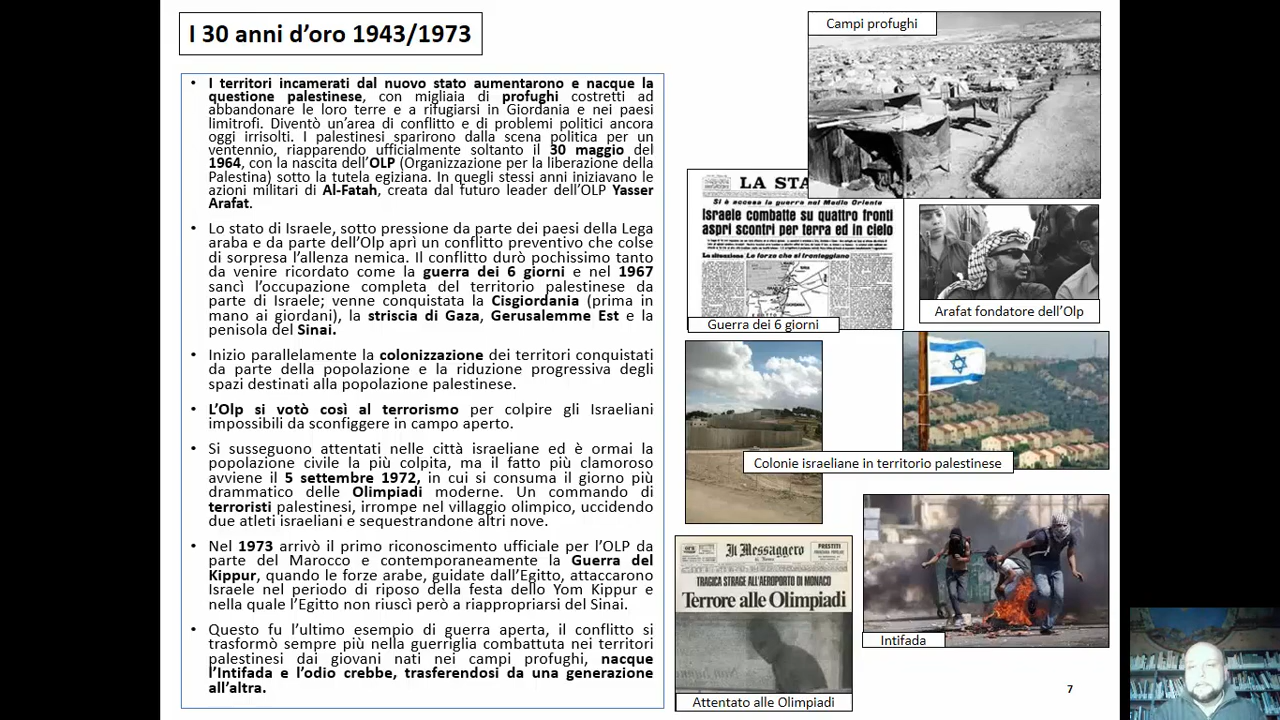 I 30 anni d’oro 1943/1973
• I territori incamerati dal nuovo stato aumentarono e nacque la
questione palestinese, con migliaia di profughi costretti ad
abbandonare le loro terre e a rifugiarsi in Giordania e nei paesi
limitrofi. Diventò un’area di conflitto e di problemi politici ancora
oggi irrisolti. I palestinesi sparirono dalla scena politica per un
ventennio, riapparendo ufficialmente soltanto il 30 maggio del
1964, con la nascita dell’OLP (Organizzazione per la liberazione della
Palestina) sotto la tutela egiziana. In quegli stessi anni iniziavano le
azioni militari di Al-Fatah, creata dal futuro leader dell’OLP Yasser
Arafat.
• Lo stato di Israele, sotto pressione da parte dei paesi della Lega
araba e da parte dell’Olp aprì un conflitto preventivo che colse
di sorpresa l’allenza nemica. Il conflitto durò pochissimo tanto
da venire ricordato come la guerra dei 6 giorni e nel 1967
sancì l’occupazione completa del territorio palestinese da
parte di Israele; venne conquistata la Cisgiordania (prima in
mano ai giordani), la striscia di Gaza, Gerusalemme Est e la
penisola del Sinai.
• Inizio parallelamente la colonizzazione dei territori conquistati
da parte della popolazione e la riduzione progressiva degli
spazi destinati alla popolazione palestinese.
• L’Olp si votò così al terrorismo per colpire gli Israeliani
impossibili da sconfiggere in campo aperto.
• Si susseguono attentati nelle città israeliane ed è ormai la
popolazione civile la più colpita, ma il fatto più clamoroso
avviene il 5 settembre 1972, in cui si consuma il giorno più
drammatico delle Olimpiadi moderne. Un commando di
terroristi palestinesi, irrompe nel villaggio olimpico, uccidendo
due atleti israeliani e sequestrandone altri nove.
• Nel 1973 arrivò il primo riconoscimento ufficiale per l’OLP da
parte del Marocco e contemporaneamente la Guerra del
Kippur, quando le forze arabe, guidate dall’Egitto, attaccarono
Israele nel periodo di riposo della festa dello Yom Kippur e
nella quale l’Egitto non riuscì però a riappropriarsi del Sinai.
• Questo fu l’ultimo esempio di guerra aperta, il conflitto si
trasformò sempre più nella guerriglia combattuta nei territori
palestinesi dai giovani nati nei campi profughi, nacque
l’Intifada e l’odio crebbe, trasferendosi da una generazione
all’altra.
Campi profughi
LA STA
Si è accesa la guerra nel Medio Oriente
Israele combatte su quattro fronti
aspri scontri per terra ed in cielo
La situazione Le forze che si fronteggiano
Guerra dei 6 giorni
Arafat fondatore dell’Olp
Colonie israeliane in territorio palestinese
Il Messaggero
PRESTITI
TRAGICA STRAGE ALL'AEROPORTO DI MONACO
Terrore alle Olimpiadi
Attentato alle Olimpiadi
Intifada
7